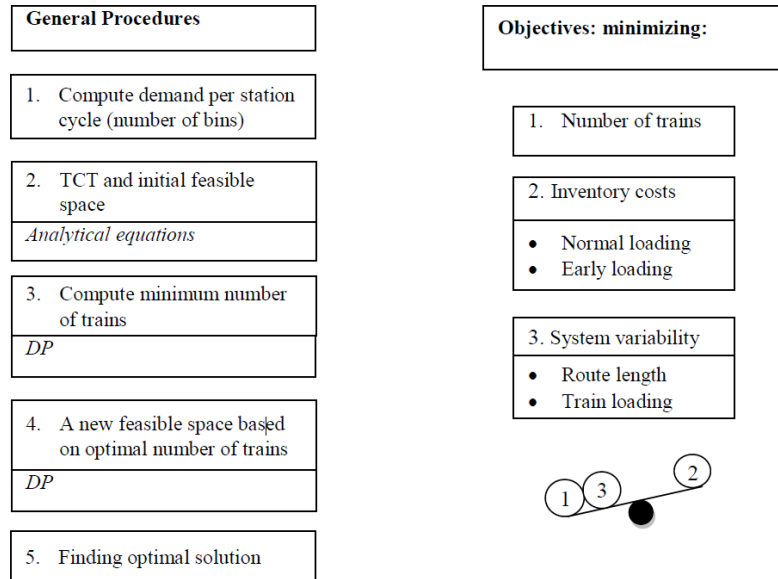 General Procedures
1. Compute demand per station
cycle (number of bins)
2. TCT and initial feasible
space
Analytical equations
3. Compute minimum number
of trains
DP
4. A new feasible space based
on optimal number of trains
DP
5. Finding optimal solution
Objectives: minimizing:
1. Number of trains
2. Inventory costs
• Normal loading
• Early loading
3. System variability
• Route length
• Train loading
1 3 2